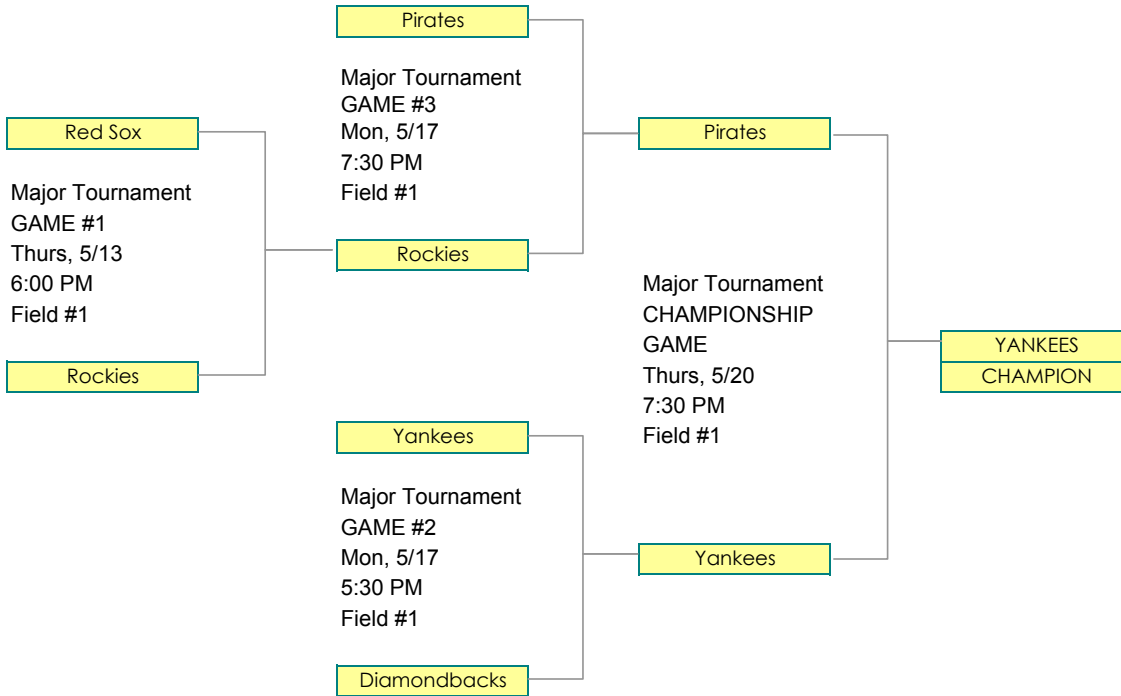 Red Sox
Major Tournament
GAME #1
Thurs, 5/13
6:00 PM
Field #1
Rockies
Pirates
Major Tournament
GAME #3
Mon, 5/17
7:30 PM
Field #1
Rockies
Yankees
Major Tournament
GAME #2
Mon, 5/17
5:30 PM
Field #1
Diamondbacks
Pirates
Major Tournament
CHAMPIONSHIP
GAME
Thurs, 5/20
7:30 PM
Field #1
Yankees
YANKEES
CHAMPION